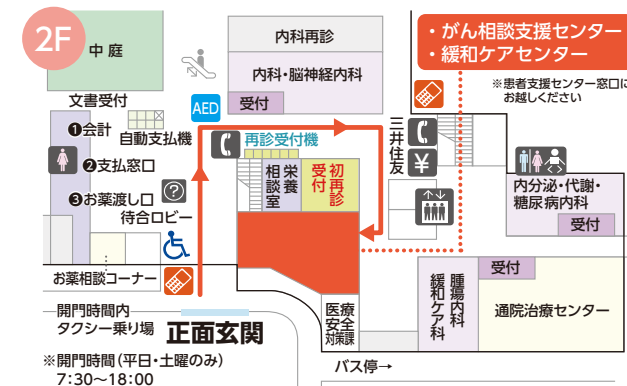 2F
中庭
文書受付
❶会計
自動支払機
❷支払窓口
❸お薬渡し口
待合ロビー
お薬相談コーナー
開門時間内
タクシー乗り場
正面玄関
※開門時間(平日・土曜のみ)
7:30〜18:00
AED
内科再診
内科・脳神経内科
受付
再診受付機
栄養
相談室
初再診
受付
医療
安全
対策課
三井住友
¥
・がん相談支援センター
・緩和ケアセンター
※患者支援センター窓口に
お越しください
内分泌・代謝・
糖尿病内科
受付
腫瘍内科
緩和ケア科
受付
通院治療センター
バス停→